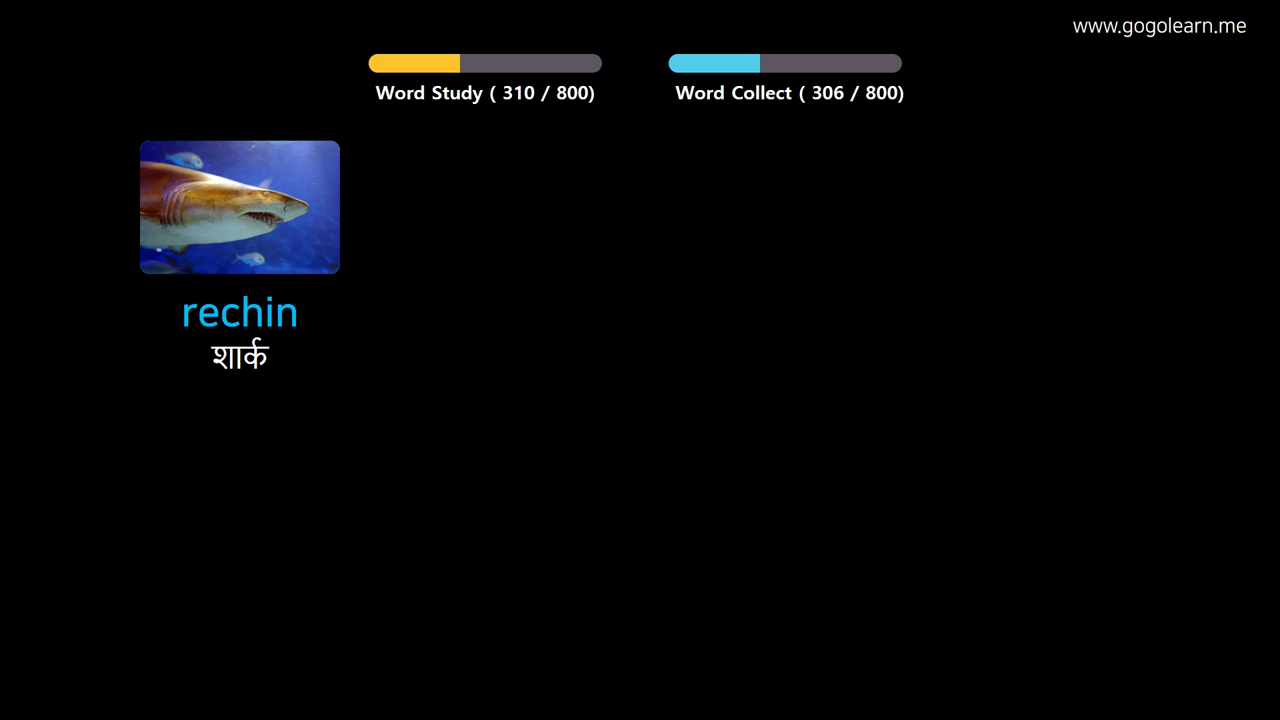 www.gogolearn.me
Word Study ( 310 / 800)
Word Collect ( 306 / 800)
rechin
शार्क